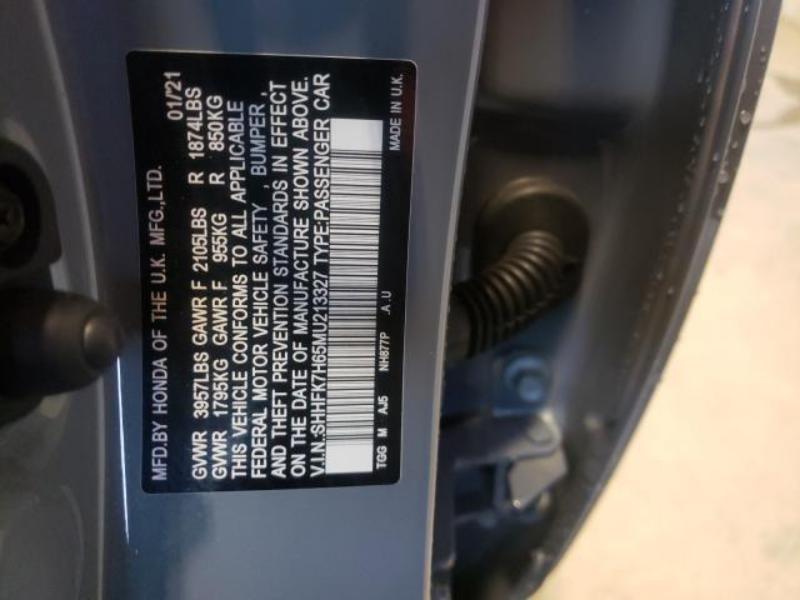 MFD.BY HONDA OF THE U.K. MFG.,LTD. 01/'21
GVWR 3957LBS GAWR F 2105LBS R 1874LBS
GVWR 1795KG GAWR F 955KG R 850KG
THIS VEHICLE CONFORMS TO ALL APPLICABLE
FEDERAL MOTOR VEHICLE SAFETY , BUMPER ,
AND THEFT PREVENTION STANDARDS IN EFFECT
ON THE DATE OF MANUFACTURE SHOWN ABOVE.
V.I.N.:SHHFK7H65MU213327 TYPE:PASSENGER CAR
TGG M AJ5 NH877P .A.U MADE IN U.K.